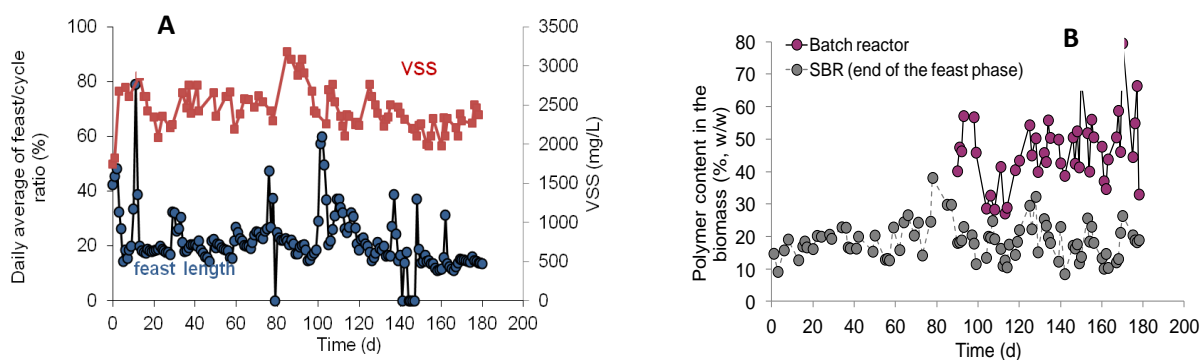 A
Daily average of feast/cycle
ratio (%)
100
80
60
40
20
0
VSS
feast length
3500
3000
2500
2000
1500
1000
500
0
VSS (mg/L)
0 20 40 60 80 100 120 140 160 180 200
Time (d)
B
Polymer content in the
biomass (%, w/w)
80
70
60
50
40
30
20
10
0
Batch reactor
SBR (end of the feast phase)
0 20 40 60 80 100 120 140 160 180 200
Time (d)